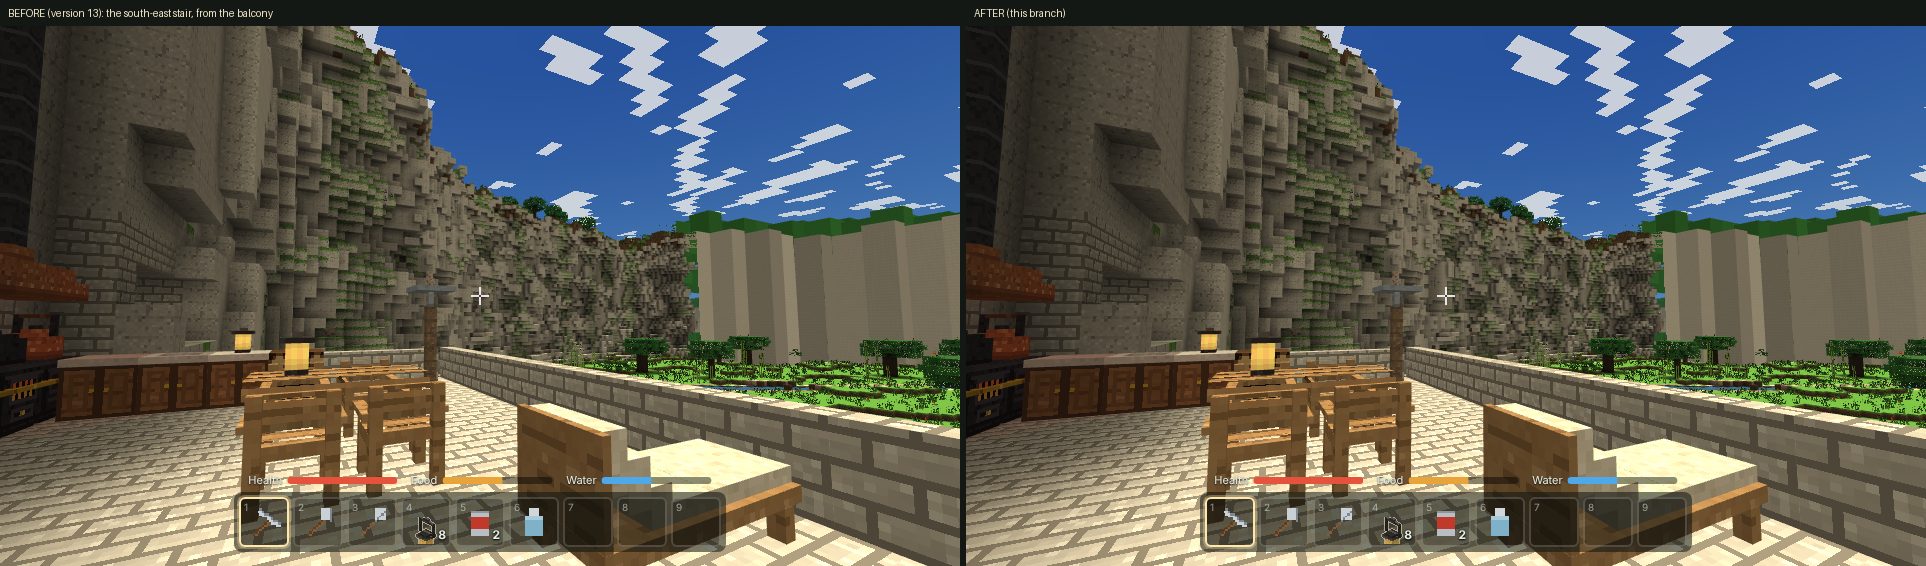 BEFORE (version 13): the south-east stair, from the balcony
AFTER (this branch)
Health Food Water
1 2 3 4 5 6 7 8 9
8 2
Health Food Water
1 2 3 4 5 6 7 8 9
8 2